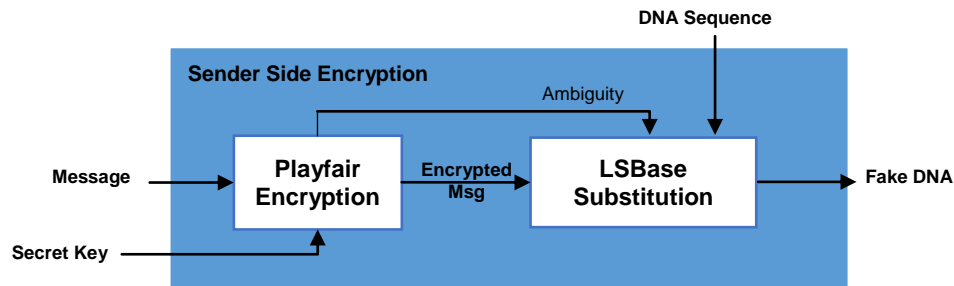 DNA Sequence
Sender Side Encryption
Ambiguity
Playfair
Encryption
Encrypted
Msg
LSBase
Substitution
Message
Fake DNA
Secret Key